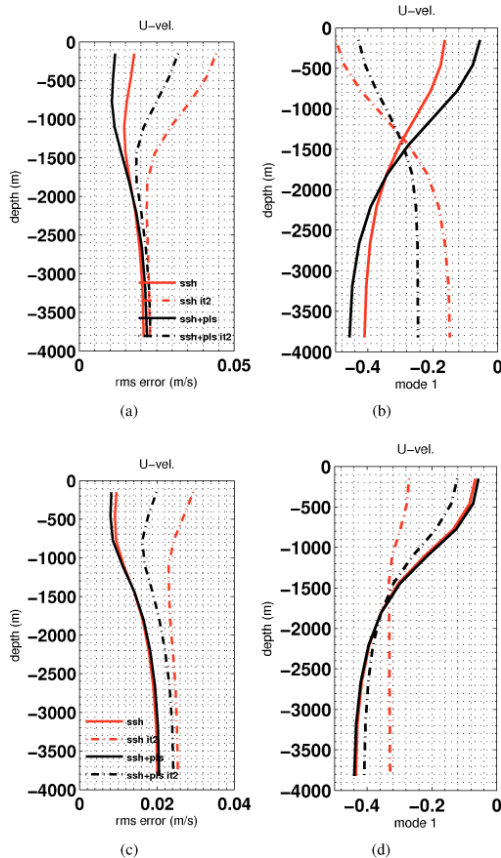 U-vel.
0
−500
−1000
−1500
−2000
−2500
−3000
−3500
−4000
depth (m)
0
0.05
rms error (m/s)
ssh
ssh it2
ssh+pls
ssh+pls it2
(a)
U-vel.
0
−500
−1000
−1500
−2000
−2500
−3000
−3500
−4000
depth (m)
−0.4
−0.2
0
mode 1
(b)
U-vel.
0
−500
−1000
−1500
−2000
−2500
−3000
−3500
−4000
depth (m)
0
0.02
0.04
rms error (m/s)
ssh
ssh it2
ssh+pls
ssh+pls it2
(c)
U-vel.
0
−500
−1000
−1500
−2000
−2500
−3000
−3500
−4000
depth (m)
−0.4
−0.2
0
mode 1
(d)